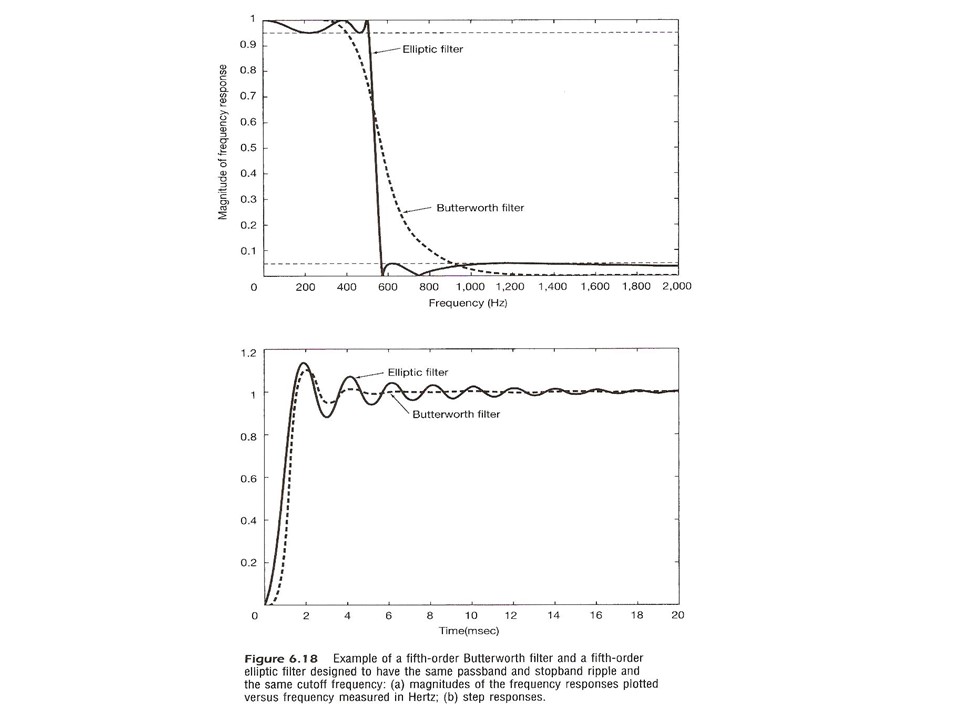 1
0.9
0.8
0.7
0.6
0.5
0.4
0.3
0.2
0.1
Magnitude of frequency response
Elliptic filter
Butterworth filter
0 200 400 600 800 1,000 1,200 1,400 1,600 1,800 2,000
Frequency (Hz)
1.2
1
0.8
0.6
0.4
0.2
Elliptic filter
Butterworth filter
0 2 4 6 8 10 12 14 16 18 20
Time(msec)
Figure 6.18 Example of a fifth-order Butterworth filter and a fifth-order
elliptic filter designed to have the same passband and stopband ripple and
the same cutoff frequency: (a) magnitudes of the frequency responses plotted
versus frequency measured in Hertz; (b) step responses.